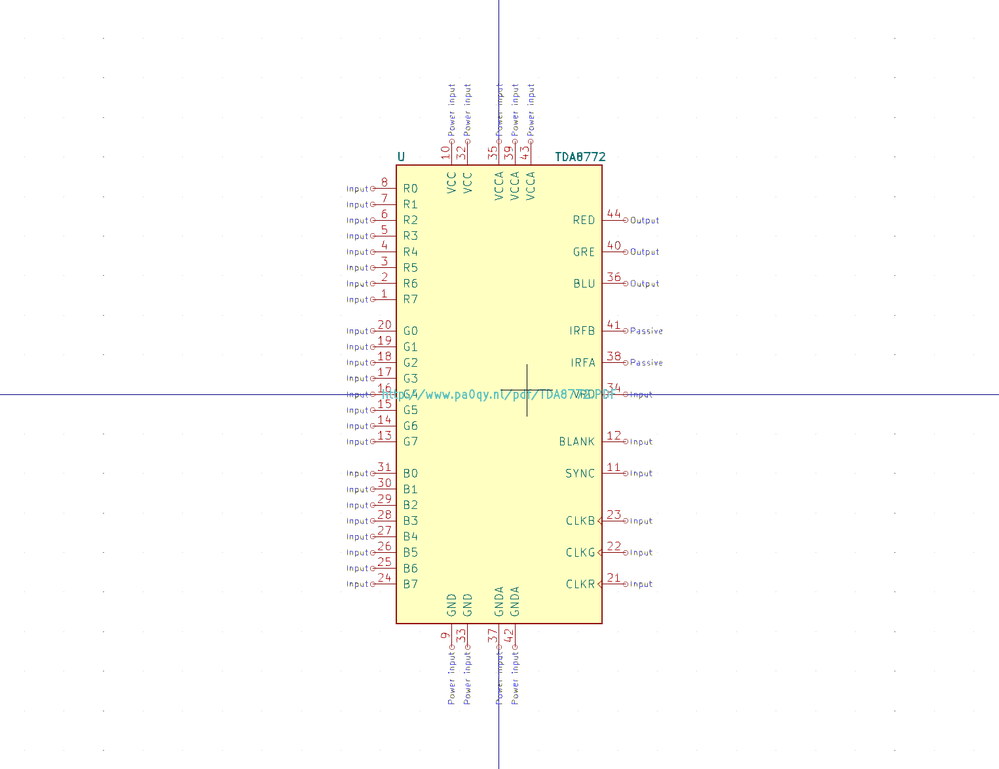 Power input Power input Power input Power input Power input
10 32 35 39 43
U TDA8772
VCC VCC VCCA VCCA VCCA
Input 8 R0
Input 7 R1
Input 6 R2 RED 44 Output
Input 5 R3
Input 4 R4 GRE 40 Output
Input 3 R5
Input 2 R6 BLU 36 Output
Input 1 R7
Input 20 G0 IRFB 41 Passive
Input 19 G1
Input 18 G2 IRFA 38 Passive
Input 17 G3
Input 16 G4 http://www.pa0qy.nl/pdf/TDA8772.PDF 34 Input
Input 15 G5
Input 14 G6
Input 13 G7 BLANK 12 Input
Input 31 B0 SYNC 11 Input
Input 30 B1
Input 29 B2
Input 28 B3 CLKB 23 Input
Input 27 B4
Input 26 B5 CLKG 22 Input
Input 25 B6
Input 24 B7 CLKR 21 Input
GND GND GNDA GNDA
9 33 37 42
Power input Power input Power input Power input